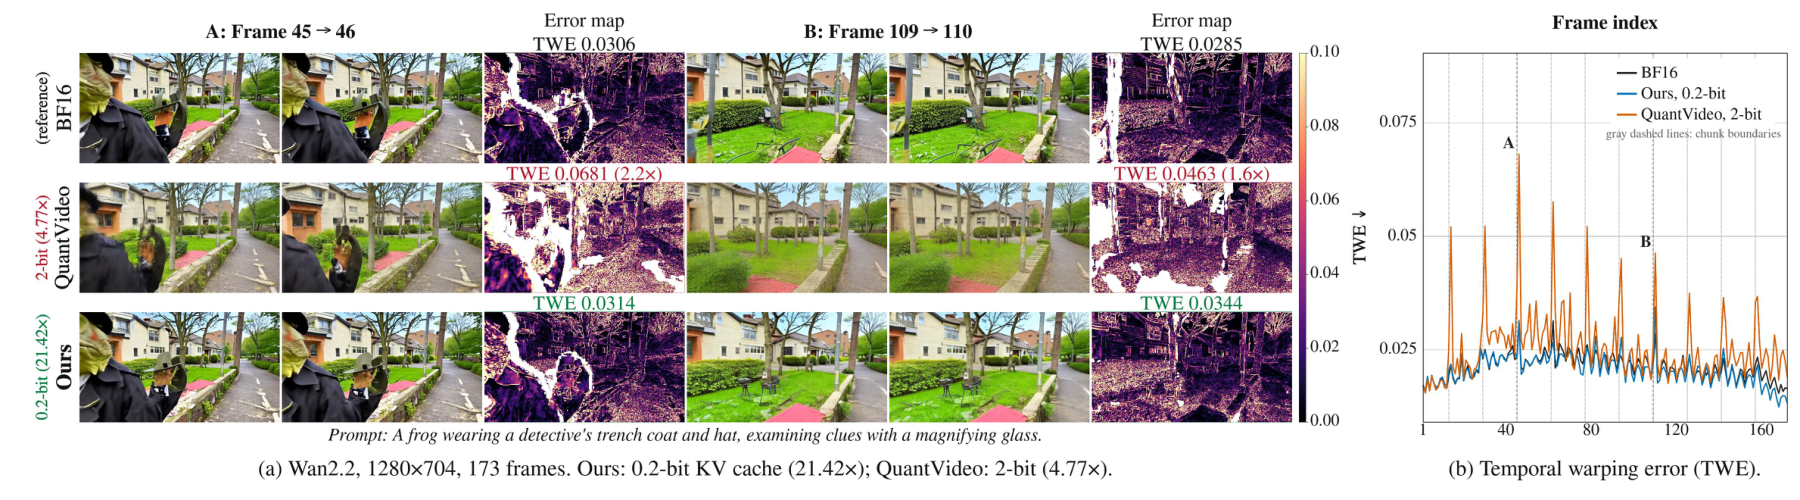 A: Frame 45 → 46
Error map
TWE 0.0306
B: Frame 109 → 110
Error map
TWE 0.0285
(reference)
BF16
TWE 0.0681 (2.2×)
TWE 0.0463 (1.6×)
2-bit (4.77×)
QuantVideo
TWE 0.0314
TWE 0.0344
0.2-bit (21.42×)
Ours
0.10
0.08
0.06
0.04
0.02
0.00
Prompt: A frog wearing a detective's trench coat and hat, examining clues with a magnifying glass.
(a) Wan2.2, 1280×704, 173 frames. Ours: 0.2-bit KV cache (21.42×); QuantVideo: 2-bit (4.77×).
Frame index
BF16
Ours, 0.2-bit
QuantVideo, 2-bit
gray dashed lines: chunk boundaries
A
B
TWE ↓
0.075
0.05
0.025
1
40
80
120
160
(b) Temporal warping error (TWE).